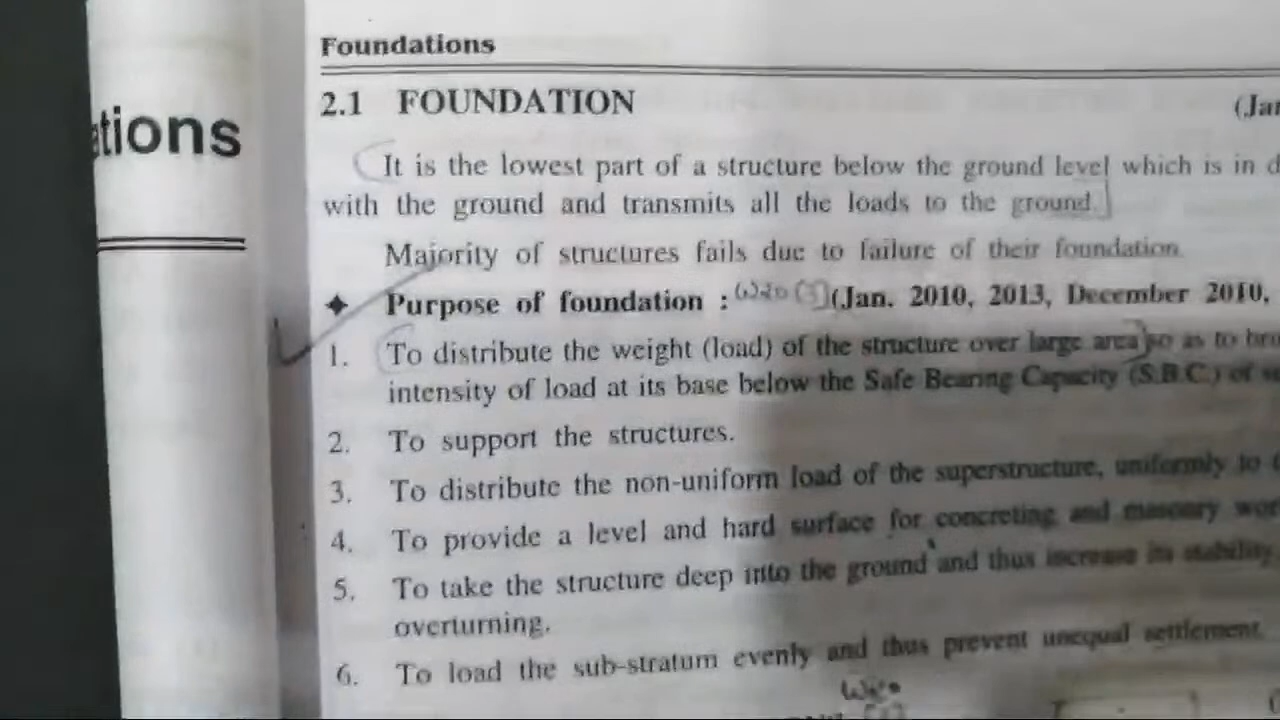 Foundations
ations
2.1 FOUNDATION (Jan
It is the lowest part of a structure below the ground level which is in d
with the ground and transmits all the loads to the ground.
Majority of structures fails due to failure of their foundation.
Purpose of foundation : (Jan. 2010, 2013, December 2010,
1. To distribute the weight (load) of the structure over large area so as to
intensity of load at its base below the Safe Bearing Capacity (S.B.C.) of
2. To support the structures.
3. To distribute the non-uniform load of the superstructure, uniformly to
4. To provide a level and hard surface for concreting and masonry
5. To take the structure deep into the ground and thus increase its stability,
overturning.
6. To load the sub-stratum evenly and thus prevent unequal settlement.